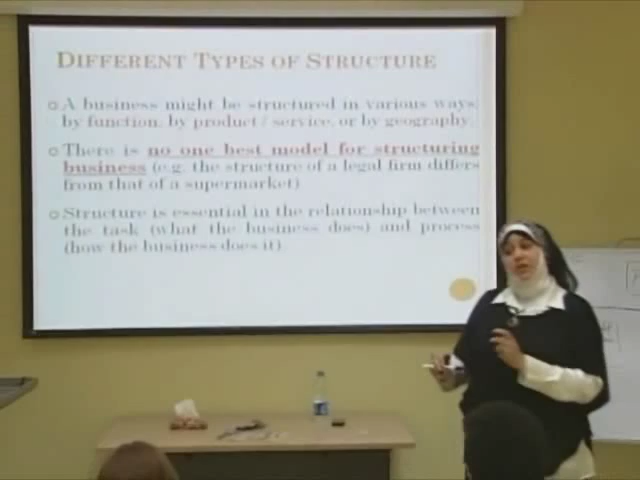 DIFFERENT TYPES OF STRUCTURE
A business might be structured in various ways;
by function, by product / service, or by geography.
There is no one best model for structuring
business (e.g. the structure of a legal firm differs
from that of a supermarket)
Structure is essential in the relationship between
the task (what the business does) and process
(how the business does it)